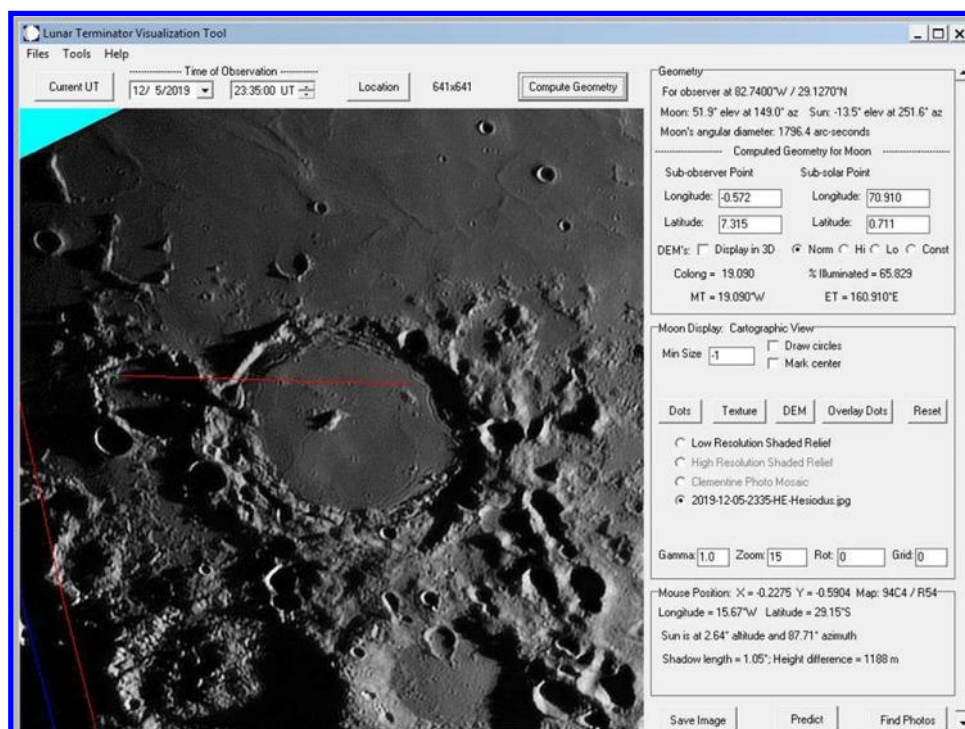 Lunar Terminator Visualization Tool
Files Tools Help
Current UT
Time of Observation
12/ 5/2019
23:35:00 UT
Location
641x641
Compute Geometry
Geometry
For observer at 82.7400°W / 29.1270°N
Moon: 51.9° elev at 149.0° az Sun: -13.5° elev at 251.6° az
Moon's angular diameter: 1796.4 arc-seconds
Computed Geometry for Moon
Sub-observer Point Sub-solar Point
Longitude: -0.572 Longitude: 70.910
Latitude: 7.315 Latitude: 0.711
DEM's: Display in 3D Norm Hi Lo Const
Colong = 19.090 % Illuminated = 65.829
MT = 19.090°W ET = 160.910°E
Moon Display: Cartographic View
Min Size -1 Draw circles
Mark center
Dots Texture DEM Overlay Dots Reset
Low Resolution Shaded Relief
High Resolution Shaded Relief
Clementine Photo Mosaic
2019-12-05-2335-HE-Hesiodus.jpg
Gamma: 1.0 Zoom: 15 Rot: 0 Grid: 0
Mouse Position: X = -0.2275 Y = -0.5904 Map: 94C4 / R54
Longitude = 15.67°W Latitude = 29.15°S
Sun is at 2.64° altitude and 87.71° azimuth
Shadow length = 1.05°; Height difference = 1188 m
Save Image Predict Find Photos